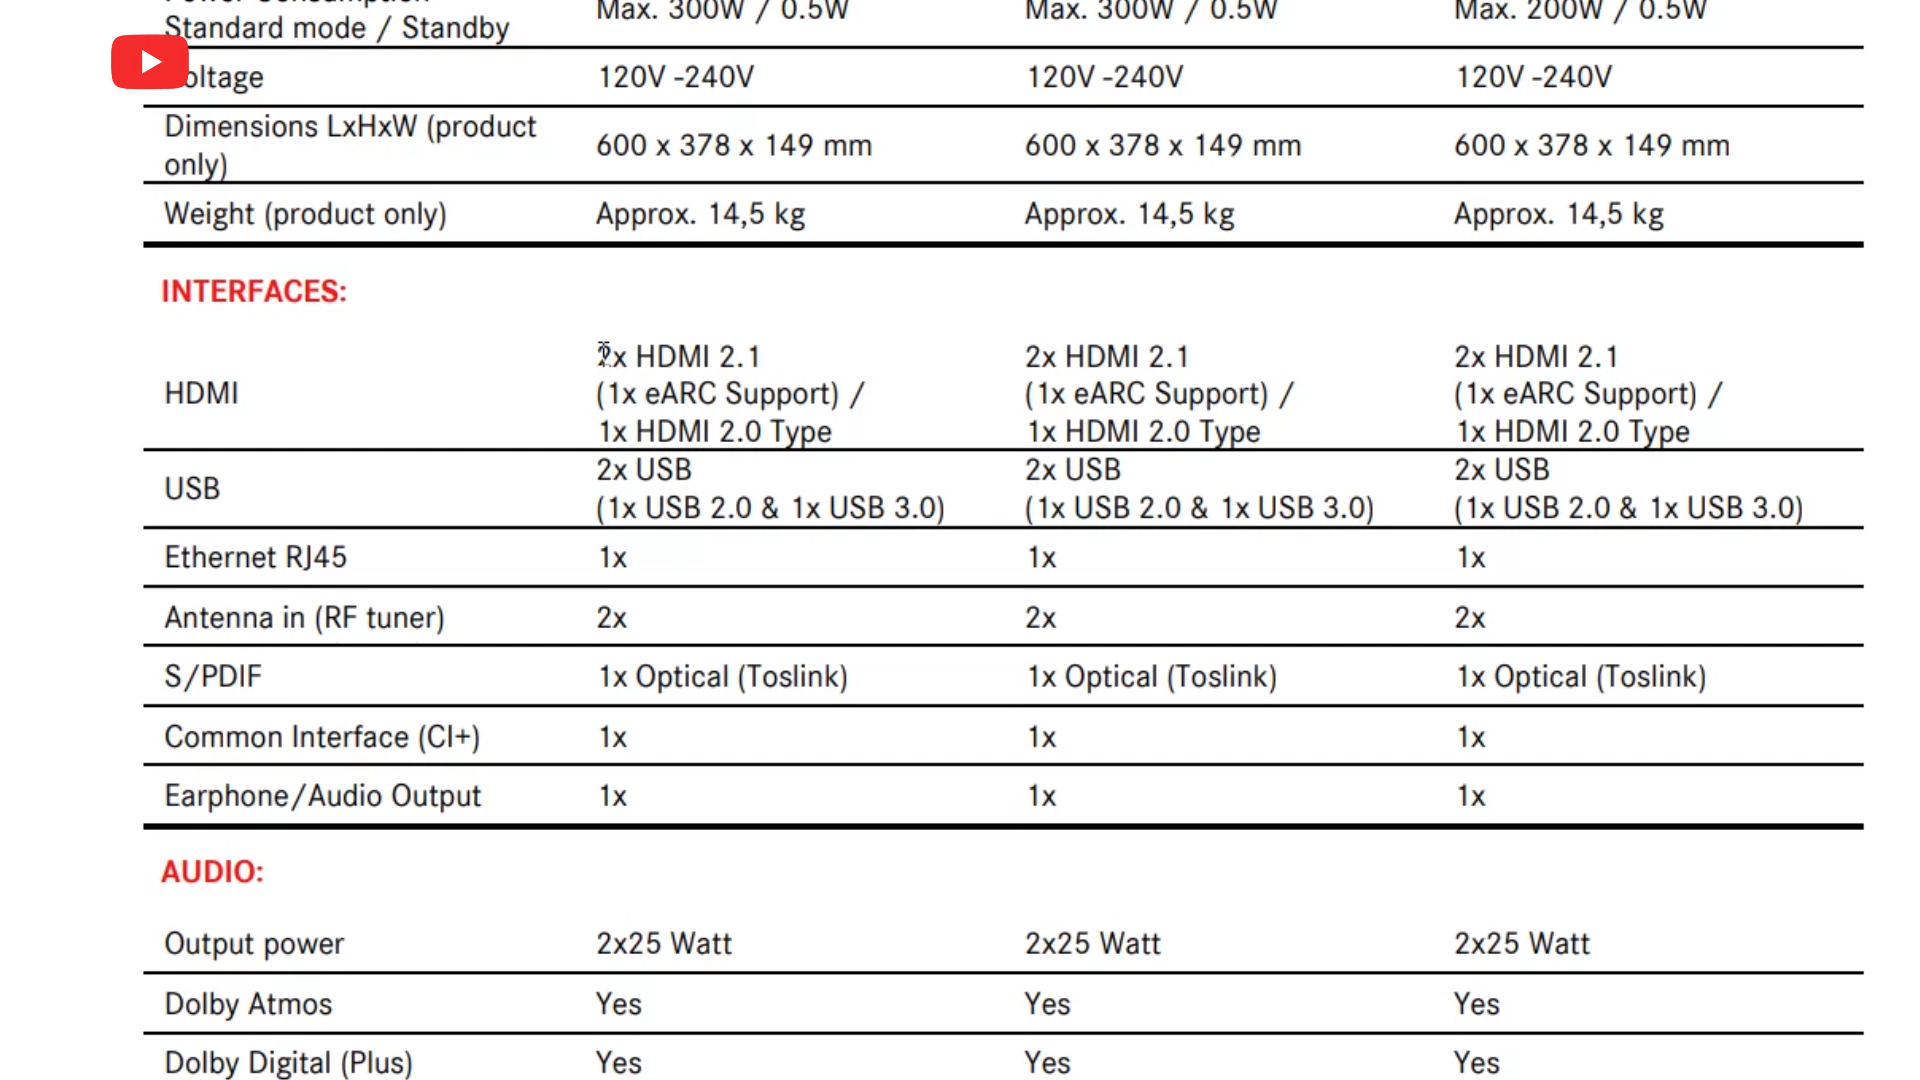 Power Consumption
Standard mode / Standby
Max. 300W / 0.5W
Max. 300W / 0.5W
Max. 200W / 0.5W
oltage
120V -240V
120V -240V
120V -240V
Dimensions LxHxW (product
only)
600 x 378 x 149 mm
600 x 378 x 149 mm
600 x 378 x 149 mm
Weight (product only)
Approx. 14,5 kg
Approx. 14,5 kg
Approx. 14,5 kg
INTERFACES:
HDMI
2x HDMI 2.1
(1x eARC Support) /
1x HDMI 2.0 Type
2x HDMI 2.1
(1x eARC Support) /
1x HDMI 2.0 Type
2x HDMI 2.1
(1x eARC Support) /
1x HDMI 2.0 Type
USB
2x USB
(1x USB 2.0 & 1x USB 3.0)
2x USB
(1x USB 2.0 & 1x USB 3.0)
2x USB
(1x USB 2.0 & 1x USB 3.0)
Ethernet RJ45
1x
1x
1x
Antenna in (RF tuner)
2x
2x
2x
S/PDIF
1x Optical (Toslink)
1x Optical (Toslink)
1x Optical (Toslink)
Common Interface (CI+)
1x
1x
1x
Earphone/Audio Output
1x
1x
1x
AUDIO:
Output power
2x25 Watt
2x25 Watt
2x25 Watt
Dolby Atmos
Yes
Yes
Yes
Dolby Digital (Plus)
Yes
Yes
Yes